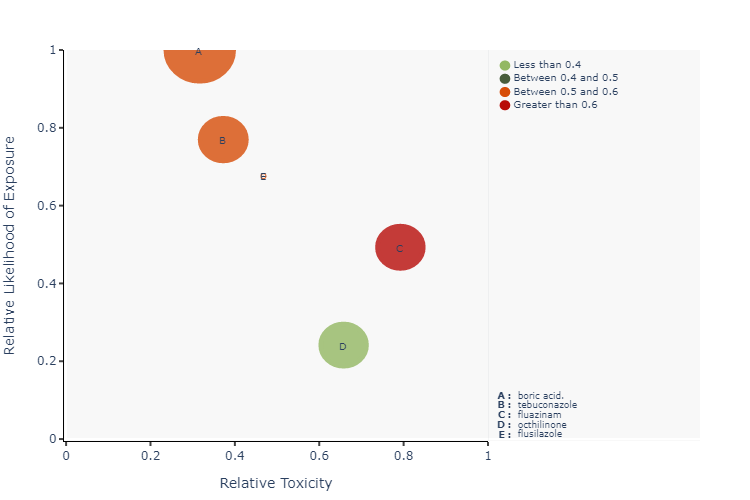 1
0.8
0.6
0.4
0.2
0
Relative Likelihood of Exposure
A
B
E
C
D
0 0.2 0.4 0.6 0.8 1
Relative Toxicity
Less than 0.4
Between 0.4 and 0.5
Between 0.5 and 0.6
Greater than 0.6
A : boric acid.
B : tebuconazole
C : fluazinam
D : octhilinone
E : flusilazole